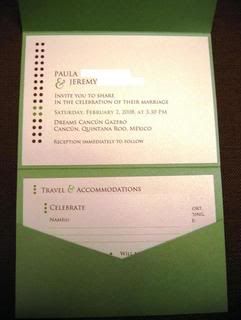 PAULA
& JEREMY
INVITE YOU TO SHARE
IN THE CELEBRATION OF THEIR MARRIAGE
SATURDAY, FEBRUARY 2, 2008, AT 3.30 PM
DREAMS CANCÚN GAZEBO
CANCÚN, QUINTANA ROO, MÉXICO
RECEPTION IMMEDIATELY TO FOLLOW
TRAVEL & ACCOMMODATIONS
CELEBRATE
NAME(S)
WILL